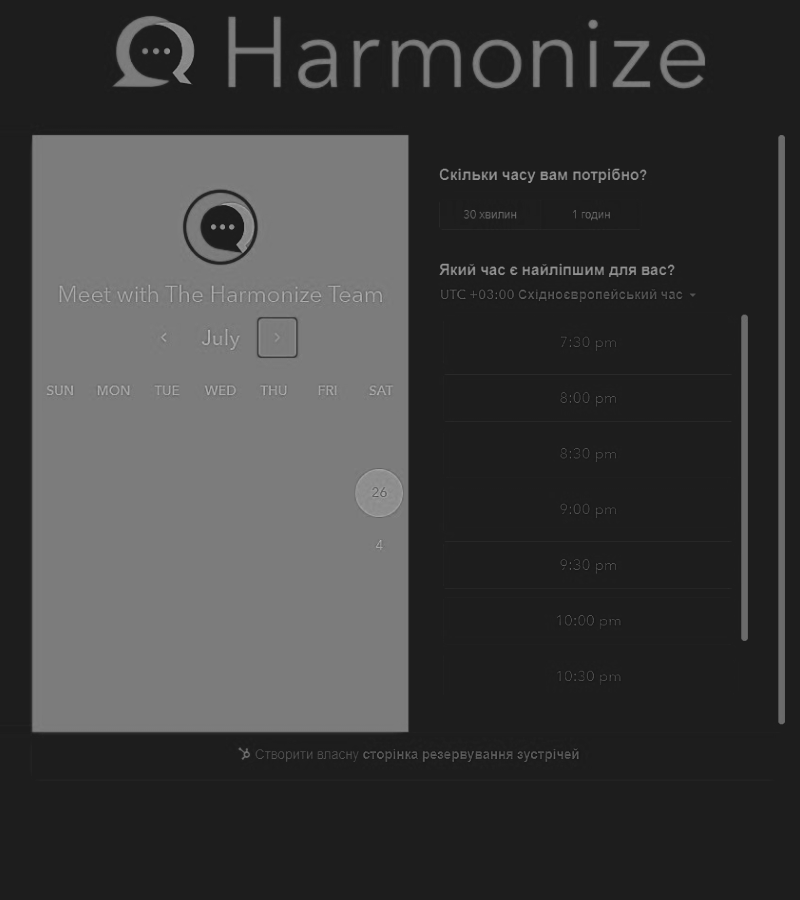 Harmonize
Meet with The Harmonize Team
July
SUN MON TUE WED THU FRI SAT
26
4
Скільки часу вам потрібно?
30 хвилин 1 годин
Який час є найліпшим для вас?
UTC +03:00 Східноєвропейський час
7:30 pm
8:00 pm
8:30 pm
9:00 pm
9:30 pm
10:00 pm
10:30 pm
Створити власну сторінка резервування зустрічей